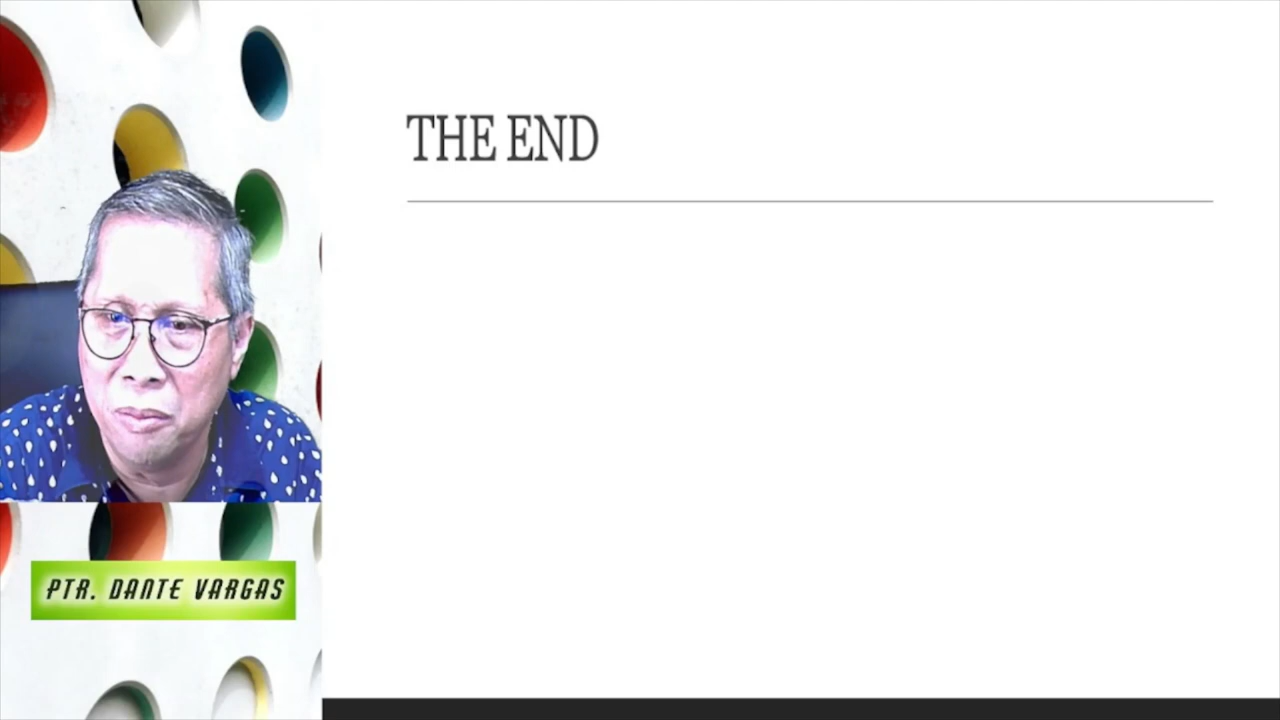 THE END
PTR. DANTE VARGAS